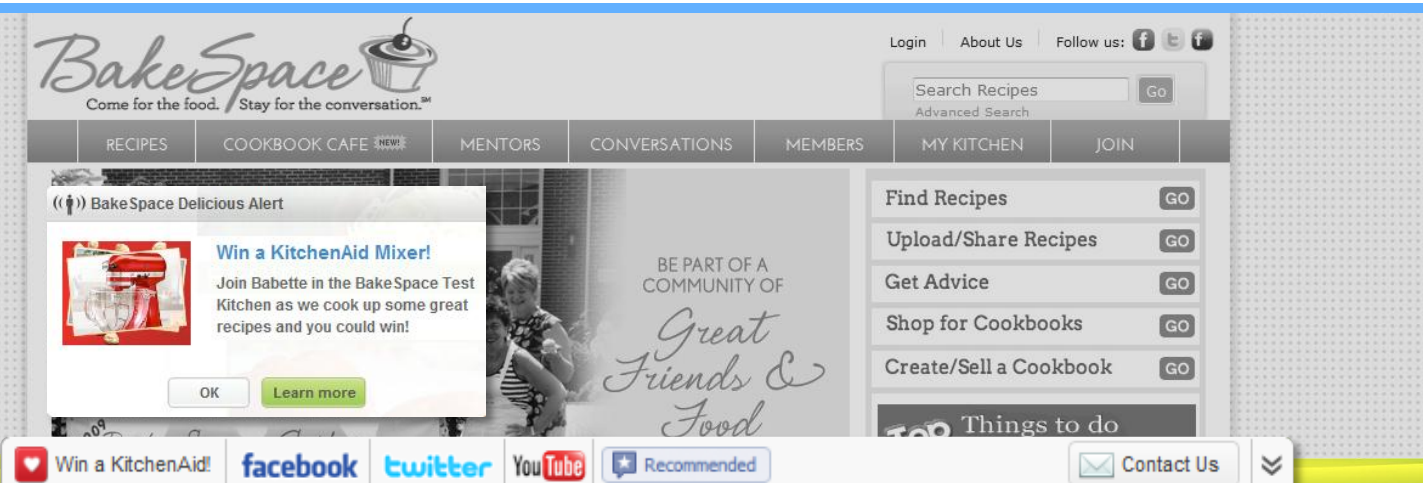 BakeSpace
Come for the food. Stay for the conversation.℠
Login About Us Follow us:
Search Recipes Go
Advanced Search
RECIPES COOKBOOK CAFE NEW! MENTORS CONVERSATIONS MEMBERS MY KITCHEN JOIN
BakeSpace Delicious Alert
Win a KitchenAid Mixer!
Join Babette in the BakeSpace Test
Kitchen as we cook up some great
recipes and you could win!
OK Learn more
BE PART OF A
COMMUNITY OF
Great
Friends &
Food
Find Recipes GO
Upload/Share Recipes GO
Get Advice GO
Shop for Cookbooks GO
Create/Sell a Cookbook GO
TOP Things to do
Win a KitchenAid! facebook twitter YouTube Recommended Contact Us